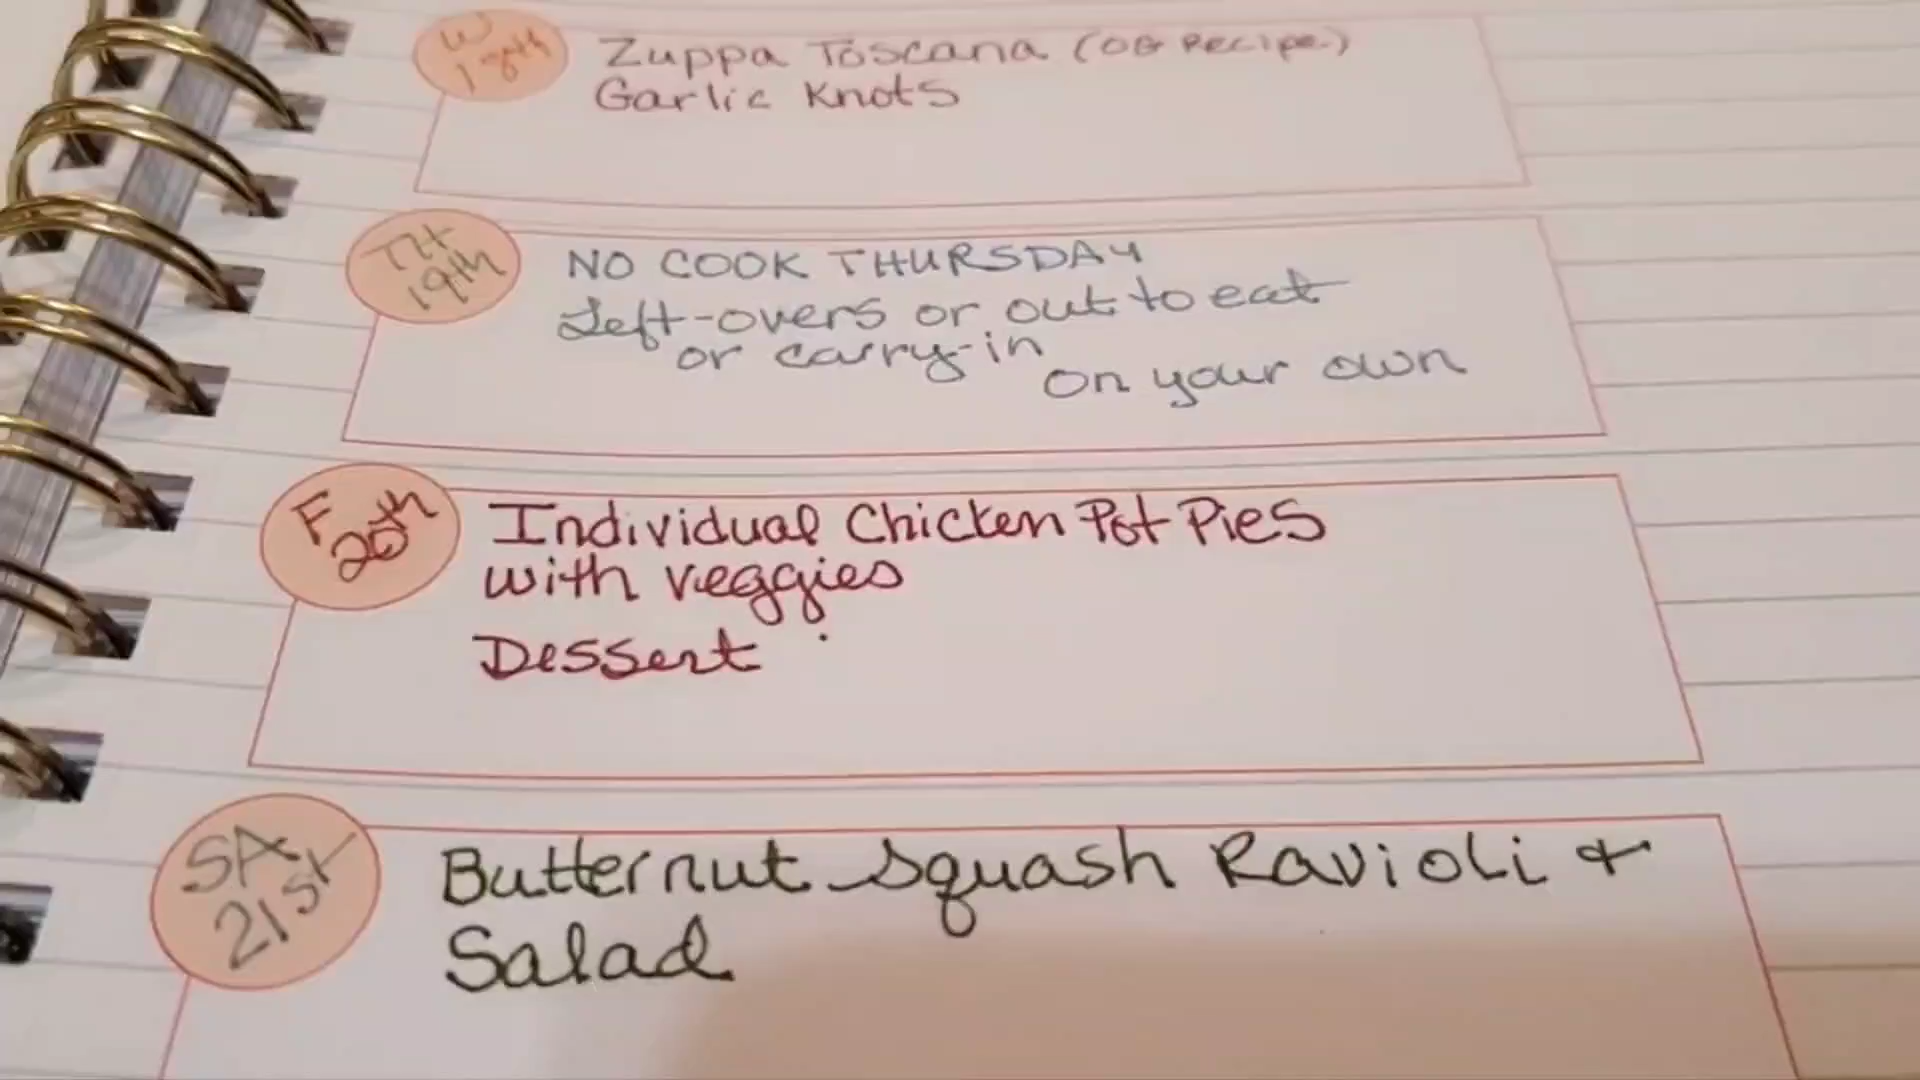 W
18th
Zuppa Toscana (OG Recipe)
Garlic Knots
TH
19th
NO COOK THURSDAY
Left-overs or out to eat
or carry-in
on your own
F
20th
Individual Chicken Pot Pies
with veggies
Dessert
SA
21st
Butternut Squash Ravioli +
Salad